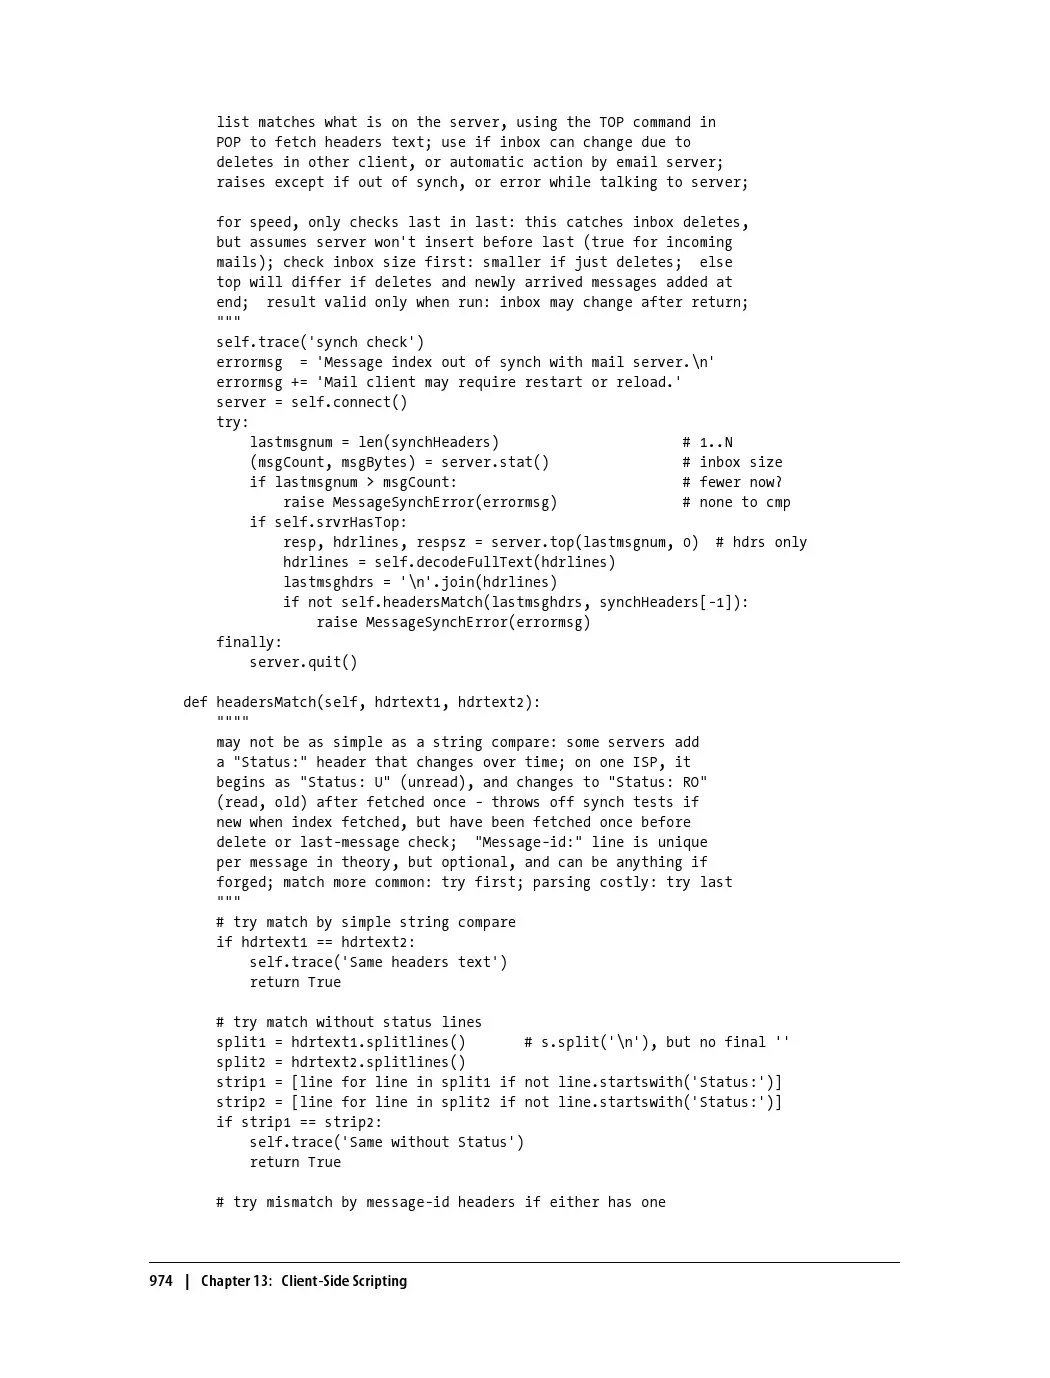 list matches what is on the server, using the TOP command in
POP to fetch headers text; use if inbox can change due to
deletes in other client, or automatic action by email server;
raises except if out of synch, or error while talking to server;

for speed, only checks last in last: this catches inbox deletes,
but assumes server won't insert before last (true for incoming
mails); check inbox size first: smaller if just deletes;  else
top will differ if deletes and newly arrived messages added at
end;  result valid only when run: inbox may change after return;
"""
self.trace('synch check')
errormsg  = 'Message index out of synch with mail server.\n'
errormsg += 'Mail client may require restart or reload.'
server = self.connect()
try:
    lastmsgnum = len(synchHeaders)                      # 1..N
    (msgCount, msgBytes) = server.stat()                # inbox size
    if lastmsgnum > msgCount:                           # fewer now?
        raise MessageSynchError(errormsg)               # none to cmp
    if self.srvrHasTop:
        resp, hdrlines, respsz = server.top(lastmsgnum, 0)  # hdrs only
        hdrlines = self.decodeFullText(hdrlines)
        lastmsghdrs = '\n'.join(hdrlines)
        if not self.headersMatch(lastmsghdrs, synchHeaders[-1]):
            raise MessageSynchError(errormsg)
finally:
    server.quit()

def headersMatch(self, hdrtext1, hdrtext2):
    """"
    may not be as simple as a string compare: some servers add
    a "Status:" header that changes over time; on one ISP, it
    begins as "Status: U" (unread), and changes to "Status: RO"
    (read, old) after fetched once - throws off synch tests if
    new when index fetched, but have been fetched once before
    delete or last-message check;  "Message-id:" line is unique
    per message in theory, but optional, and can be anything if
    forged; match more common: try first; parsing costly: try last
    """
    # try match by simple string compare
    if hdrtext1 == hdrtext2:
        self.trace('Same headers text')
        return True

    # try match without status lines
    split1 = hdrtext1.splitlines()       # s.split('\n'), but no final ''
    split2 = hdrtext2.splitlines()
    strip1 = [line for line in split1 if not line.startswith('Status:')]
    strip2 = [line for line in split2 if not line.startswith('Status:')]
    if strip1 == strip2:
        self.trace('Same without Status')
        return True

    # try mismatch by message-id headers if either has one

974 | Chapter 13: Client-Side Scripting